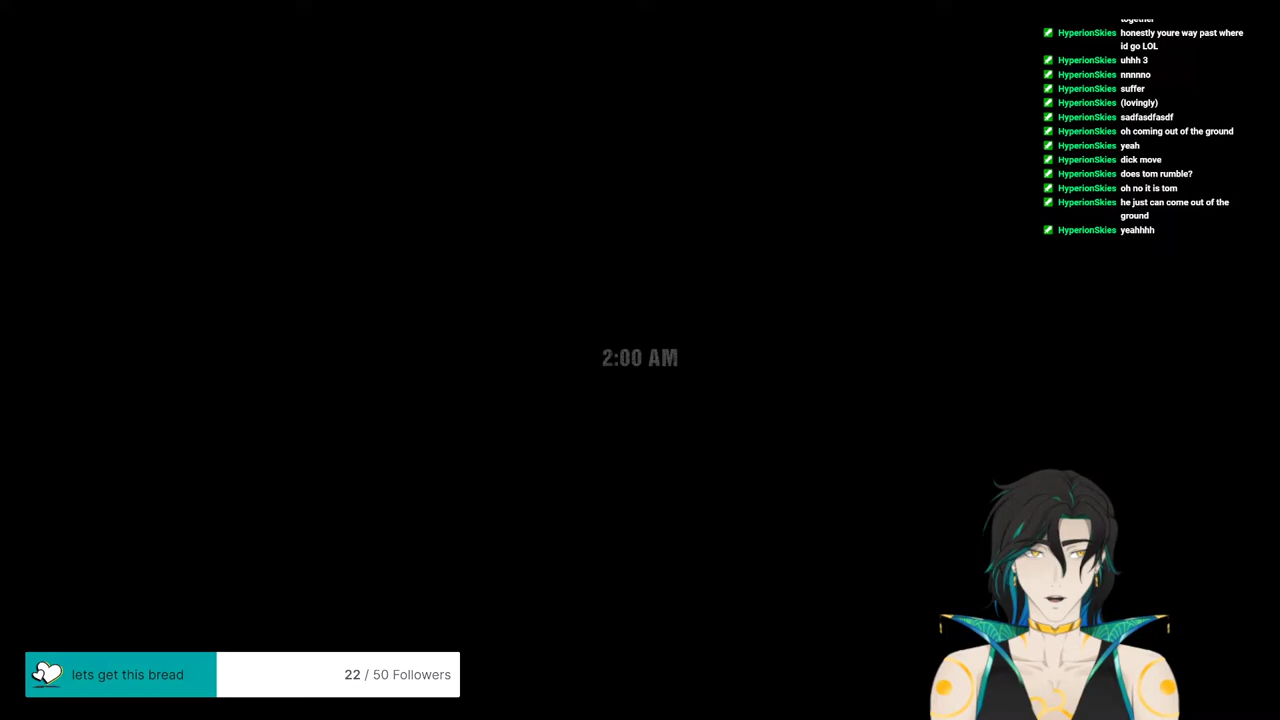 together
HyperionSkies honestly youre way past where
id go LOL
HyperionSkies uhhh 3
HyperionSkies nnnnno
HyperionSkies suffer
HyperionSkies (lovingly)
HyperionSkies sadfasdfasdf
HyperionSkies oh coming out of the ground
HyperionSkies yeah
HyperionSkies dick move
HyperionSkies does tom rumble?
HyperionSkies oh no it is tom
HyperionSkies he just can come out of the
ground
HyperionSkies yeahhhh
2:00 AM
lets get this bread 22 / 50 Followers